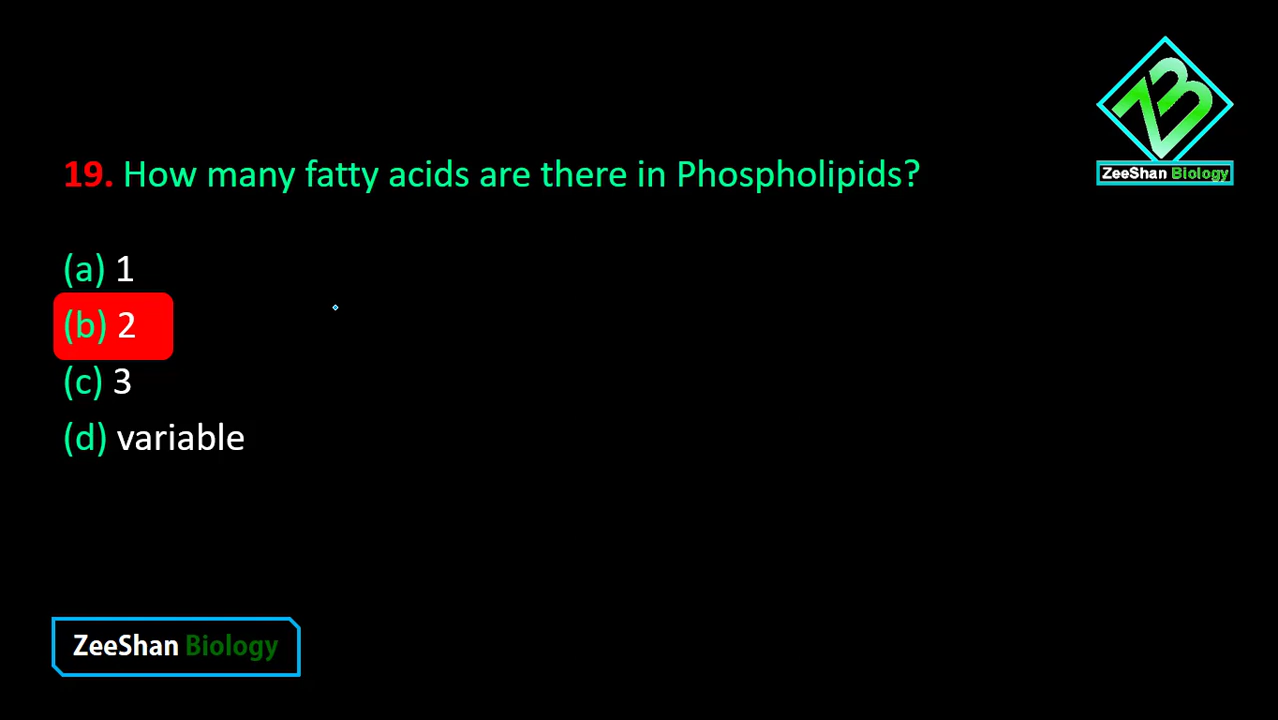 ZeeShan Biology
19. How many fatty acids are there in Phospholipids?
(a) 1
(b) 2
(c) 3
(d) variable
ZeeShan Biology